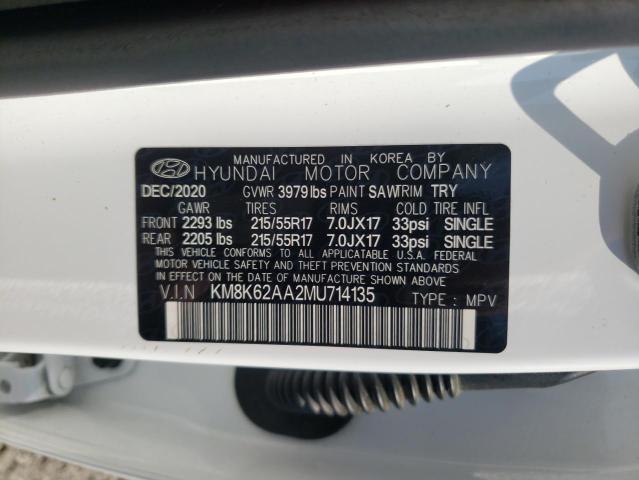 MANUFACTURED IN KOREA BY
HYUNDAI MOTOR COMPANY
DEC/2020 GVWR 3979 lbs PAINT SAW TRIM TRY
GAWR TIRES RIMS COLD TIRE INFL
FRONT 2293 lbs 215/55R17 7.0JX17 33psi SINGLE
REAR 2205 lbs 215/55R17 7.0JX17 33psi SINGLE
THIS VEHICLE CONFORMS TO ALL APPLICABLE U.S.A FEDERAL
MOTOR VEHICLE SAFETY AND THEFT PREVENTION STANDARDS
IN EFFECT ON THE DATE OF MANUFACTURE SHOWN ABOVE.
V.I.N KM8K62AA2MU714135 TYPE : MPV